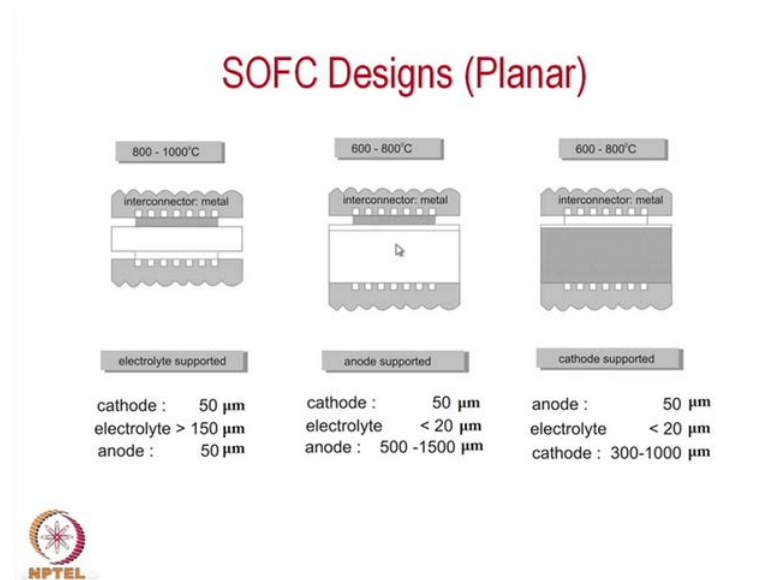 SOFC Designs (Planar)
800 - 1000°C
600 - 800°C
600 - 800°C
interconnector: metal
interconnector: metal
interconnector: metal
electrolyte supported
anode supported
cathode supported
cathode : 50 μm
electrolyte > 150 μm
anode : 50 μm
cathode : 50 μm
electrolyte < 20 μm
anode : 500 -1500 μm
anode : 50 μm
electrolyte < 20 μm
cathode : 300-1000 μm
NPTEL